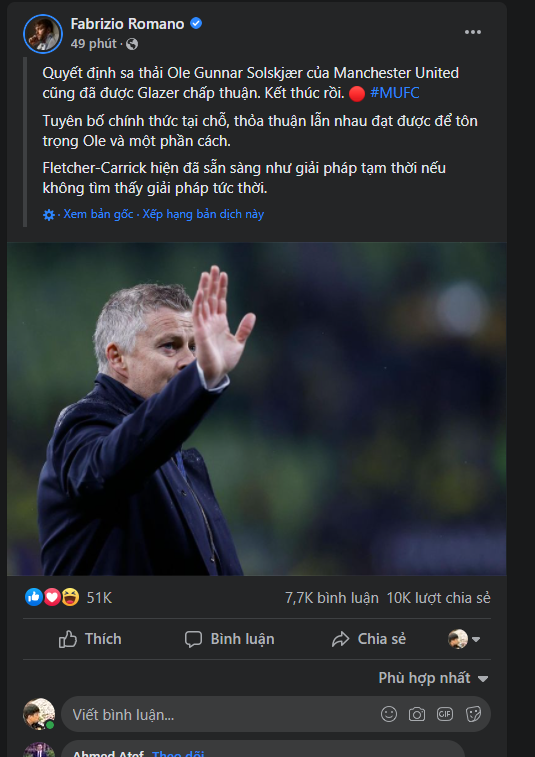 Fabrizio Romano
49 phút ·
Quyết định sa thải Ole Gunnar Solskjær của Manchester United
cũng đã được Glazer chấp thuận. Kết thúc rồi. 🔴 #MUFC
Tuyên bố chính thức tại chỗ, thỏa thuận lẫn nhau đạt được để tôn
trọng Ole và một phần cách.
Fletcher-Carrick hiện đã sẵn sàng như giải pháp tạm thời nếu
không tìm thấy giải pháp tức thời.
· Xem bản gốc · Xếp hạng bản dịch này
51K 7,7K bình luận 10K lượt chia sẻ
Thích Bình luận Chia sẻ
Phù hợp nhất
Viết bình luận...
GIF
Ahmed Atef Theo dõi